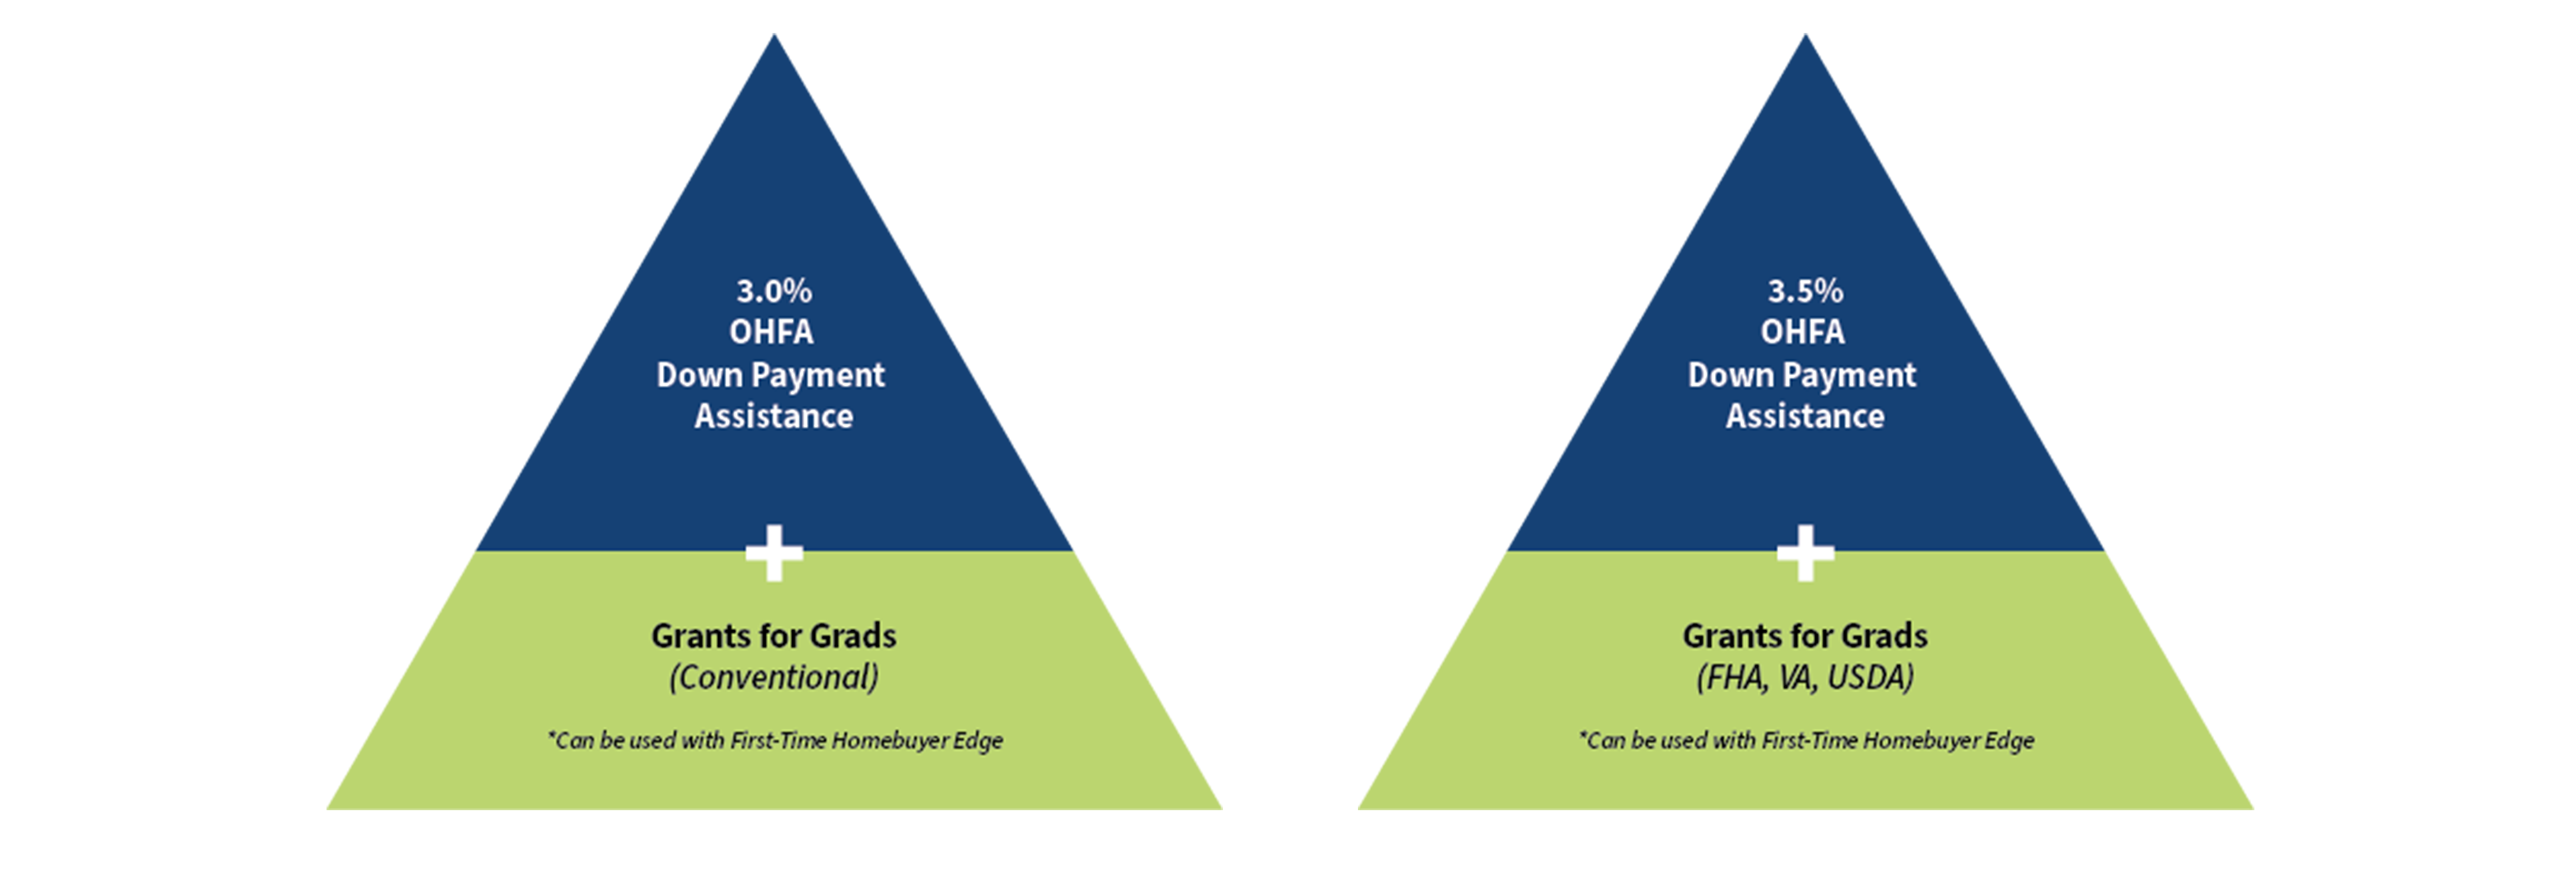 3.0%
OHFA
Down Payment
Assistance
Grants for Grads
(Conventional)
*Can be used with First-Time Homebuyer Edge
3.5%
OHFA
Down Payment
Assistance
Grants for Grads
(FHA, VA, USDA)
*Can be used with First-Time Homebuyer Edge